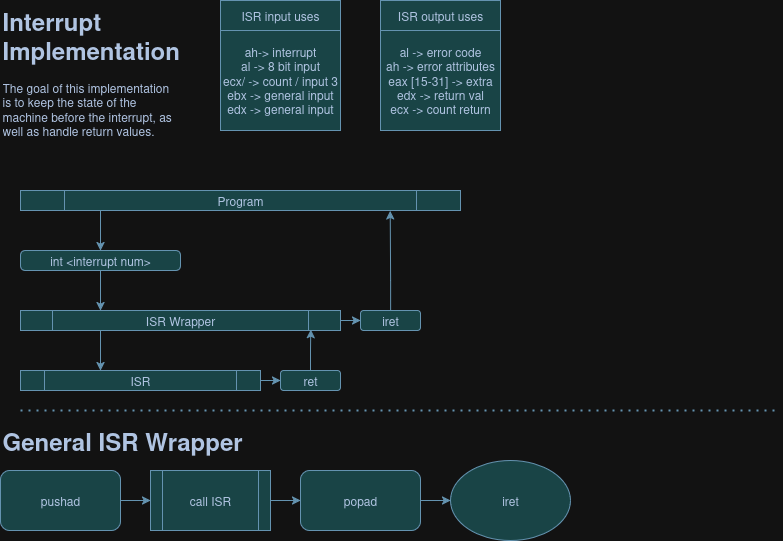 Interrupt
Implementation
The goal of this implementation
is to keep the state of the
machine before the interrupt, as
well as handle return values.
ISR input uses
ah-> interrupt
al -> 8 bit input
ecx/ -> count / input 3
ebx -> general input
edx -> general input
ISR output uses
al -> error code
ah -> error attributes
eax [15-31] -> extra
edx -> return val
ecx -> count return
Program
int <interrupt num>
ISR Wrapper
iret
ISR
ret
General ISR Wrapper
pushad
call ISR
popad
iret